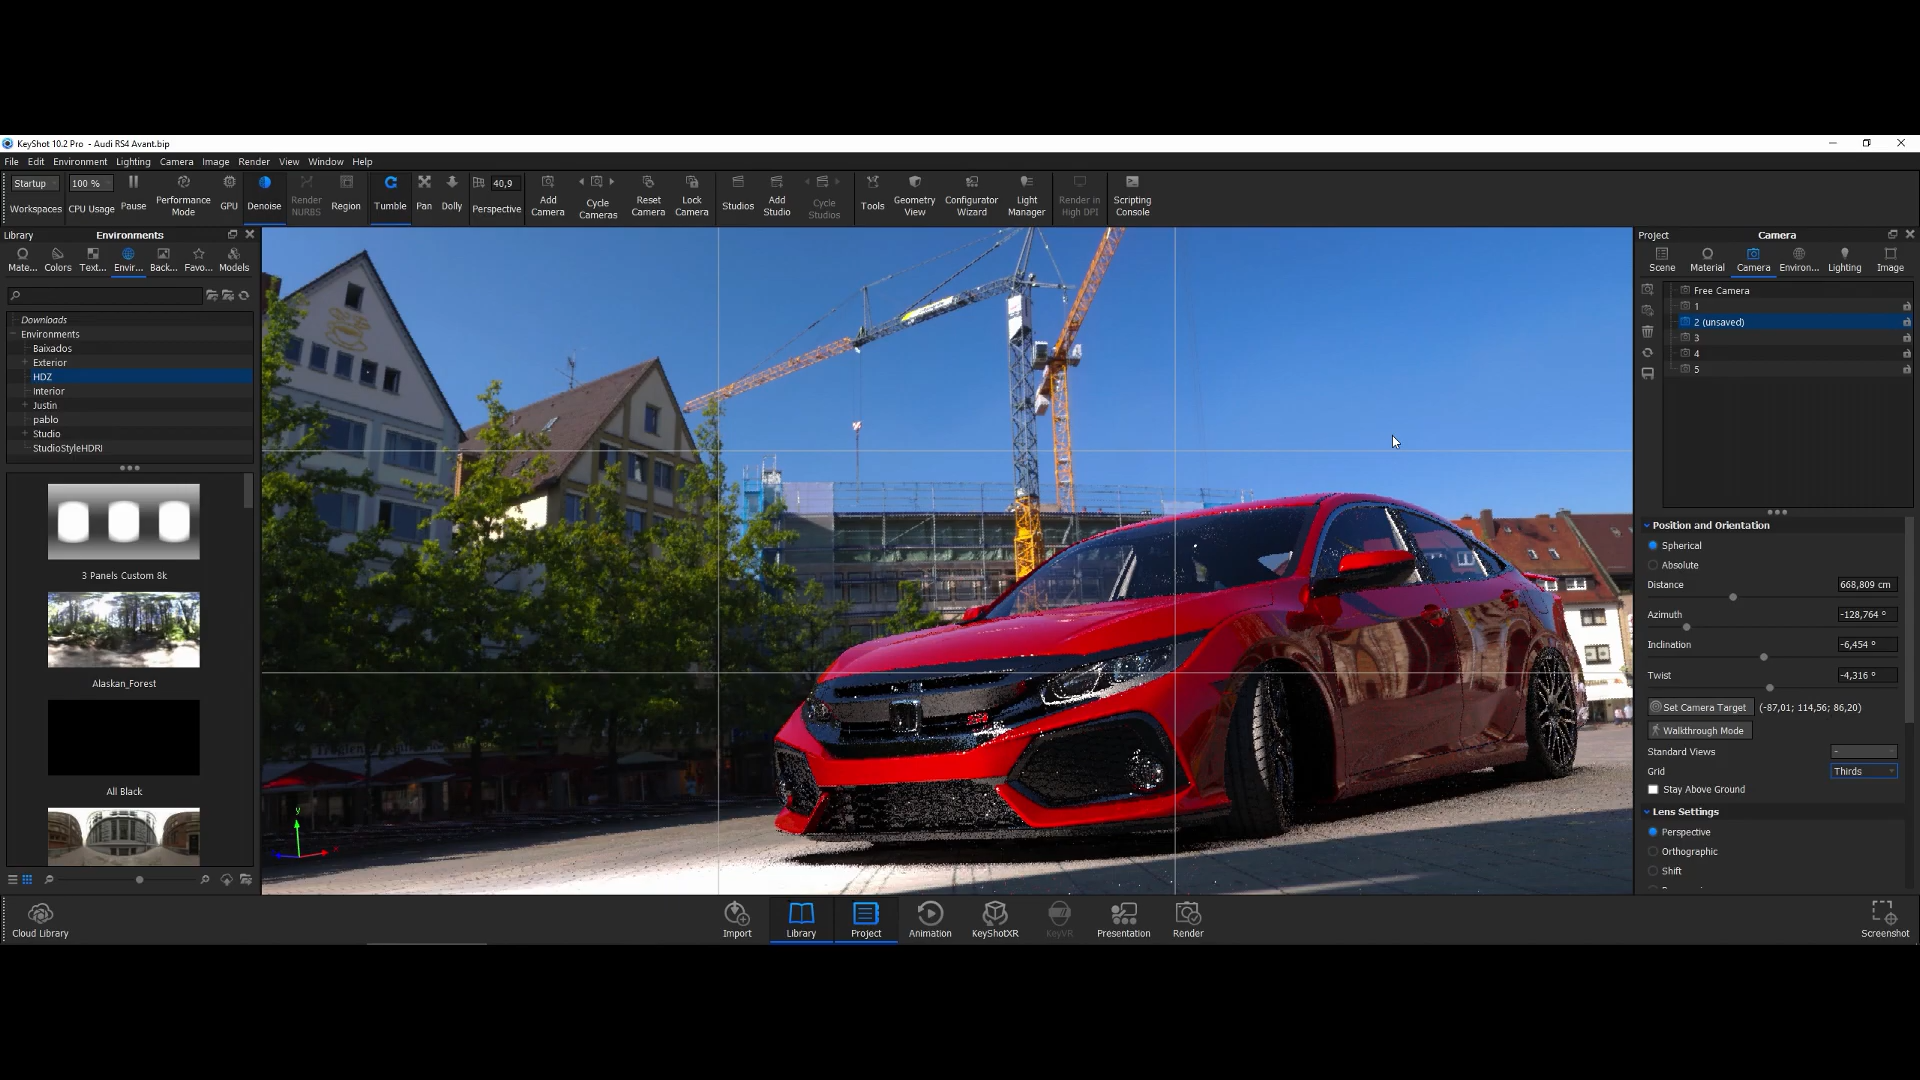 KeyShot 10.2 Pro - Audi RS4 Avant.bip
File Edit Environment Lighting Camera Image Render View Window Help
Startup 100 % 40,9
Workspaces CPU Usage Pause Performance Mode GPU Denoise Render NURBS Region Tumble Pan Dolly Perspective Add Camera Cycle Cameras Reset Camera Lock Camera Studios Add Studio Cycle Studios Tools Geometry View Configurator Wizard Light Manager Render in High DPI Scripting Console
Library Environments
Mate... Colors Text... Envir... Back... Favo... Models
Downloads
Environments
Baixados
Exterior
HDZ
Interior
Justin
pablo
Studio
StudioStyleHDRI
3 Panels Custom 8k
Alaskan_Forest
All Black
y
Project Camera
Scene Material Camera Environ... Lighting Image
Free Camera
1
2 (unsaved)
3
4
5
Position and Orientation
Spherical
Absolute
Distance 668,809 cm
Azimuth -128,764 °
Inclination -6,454 °
Twist -4,316 °
Set Camera Target (-87,01; 114,56; 86,20)
Walkthrough Mode
Standard Views -
Grid Thirds
Stay Above Ground
Lens Settings
Perspective
Orthographic
Shift
Cloud Library Import Library Project Animation KeyShotXR KeyVR Presentation Render Screenshot